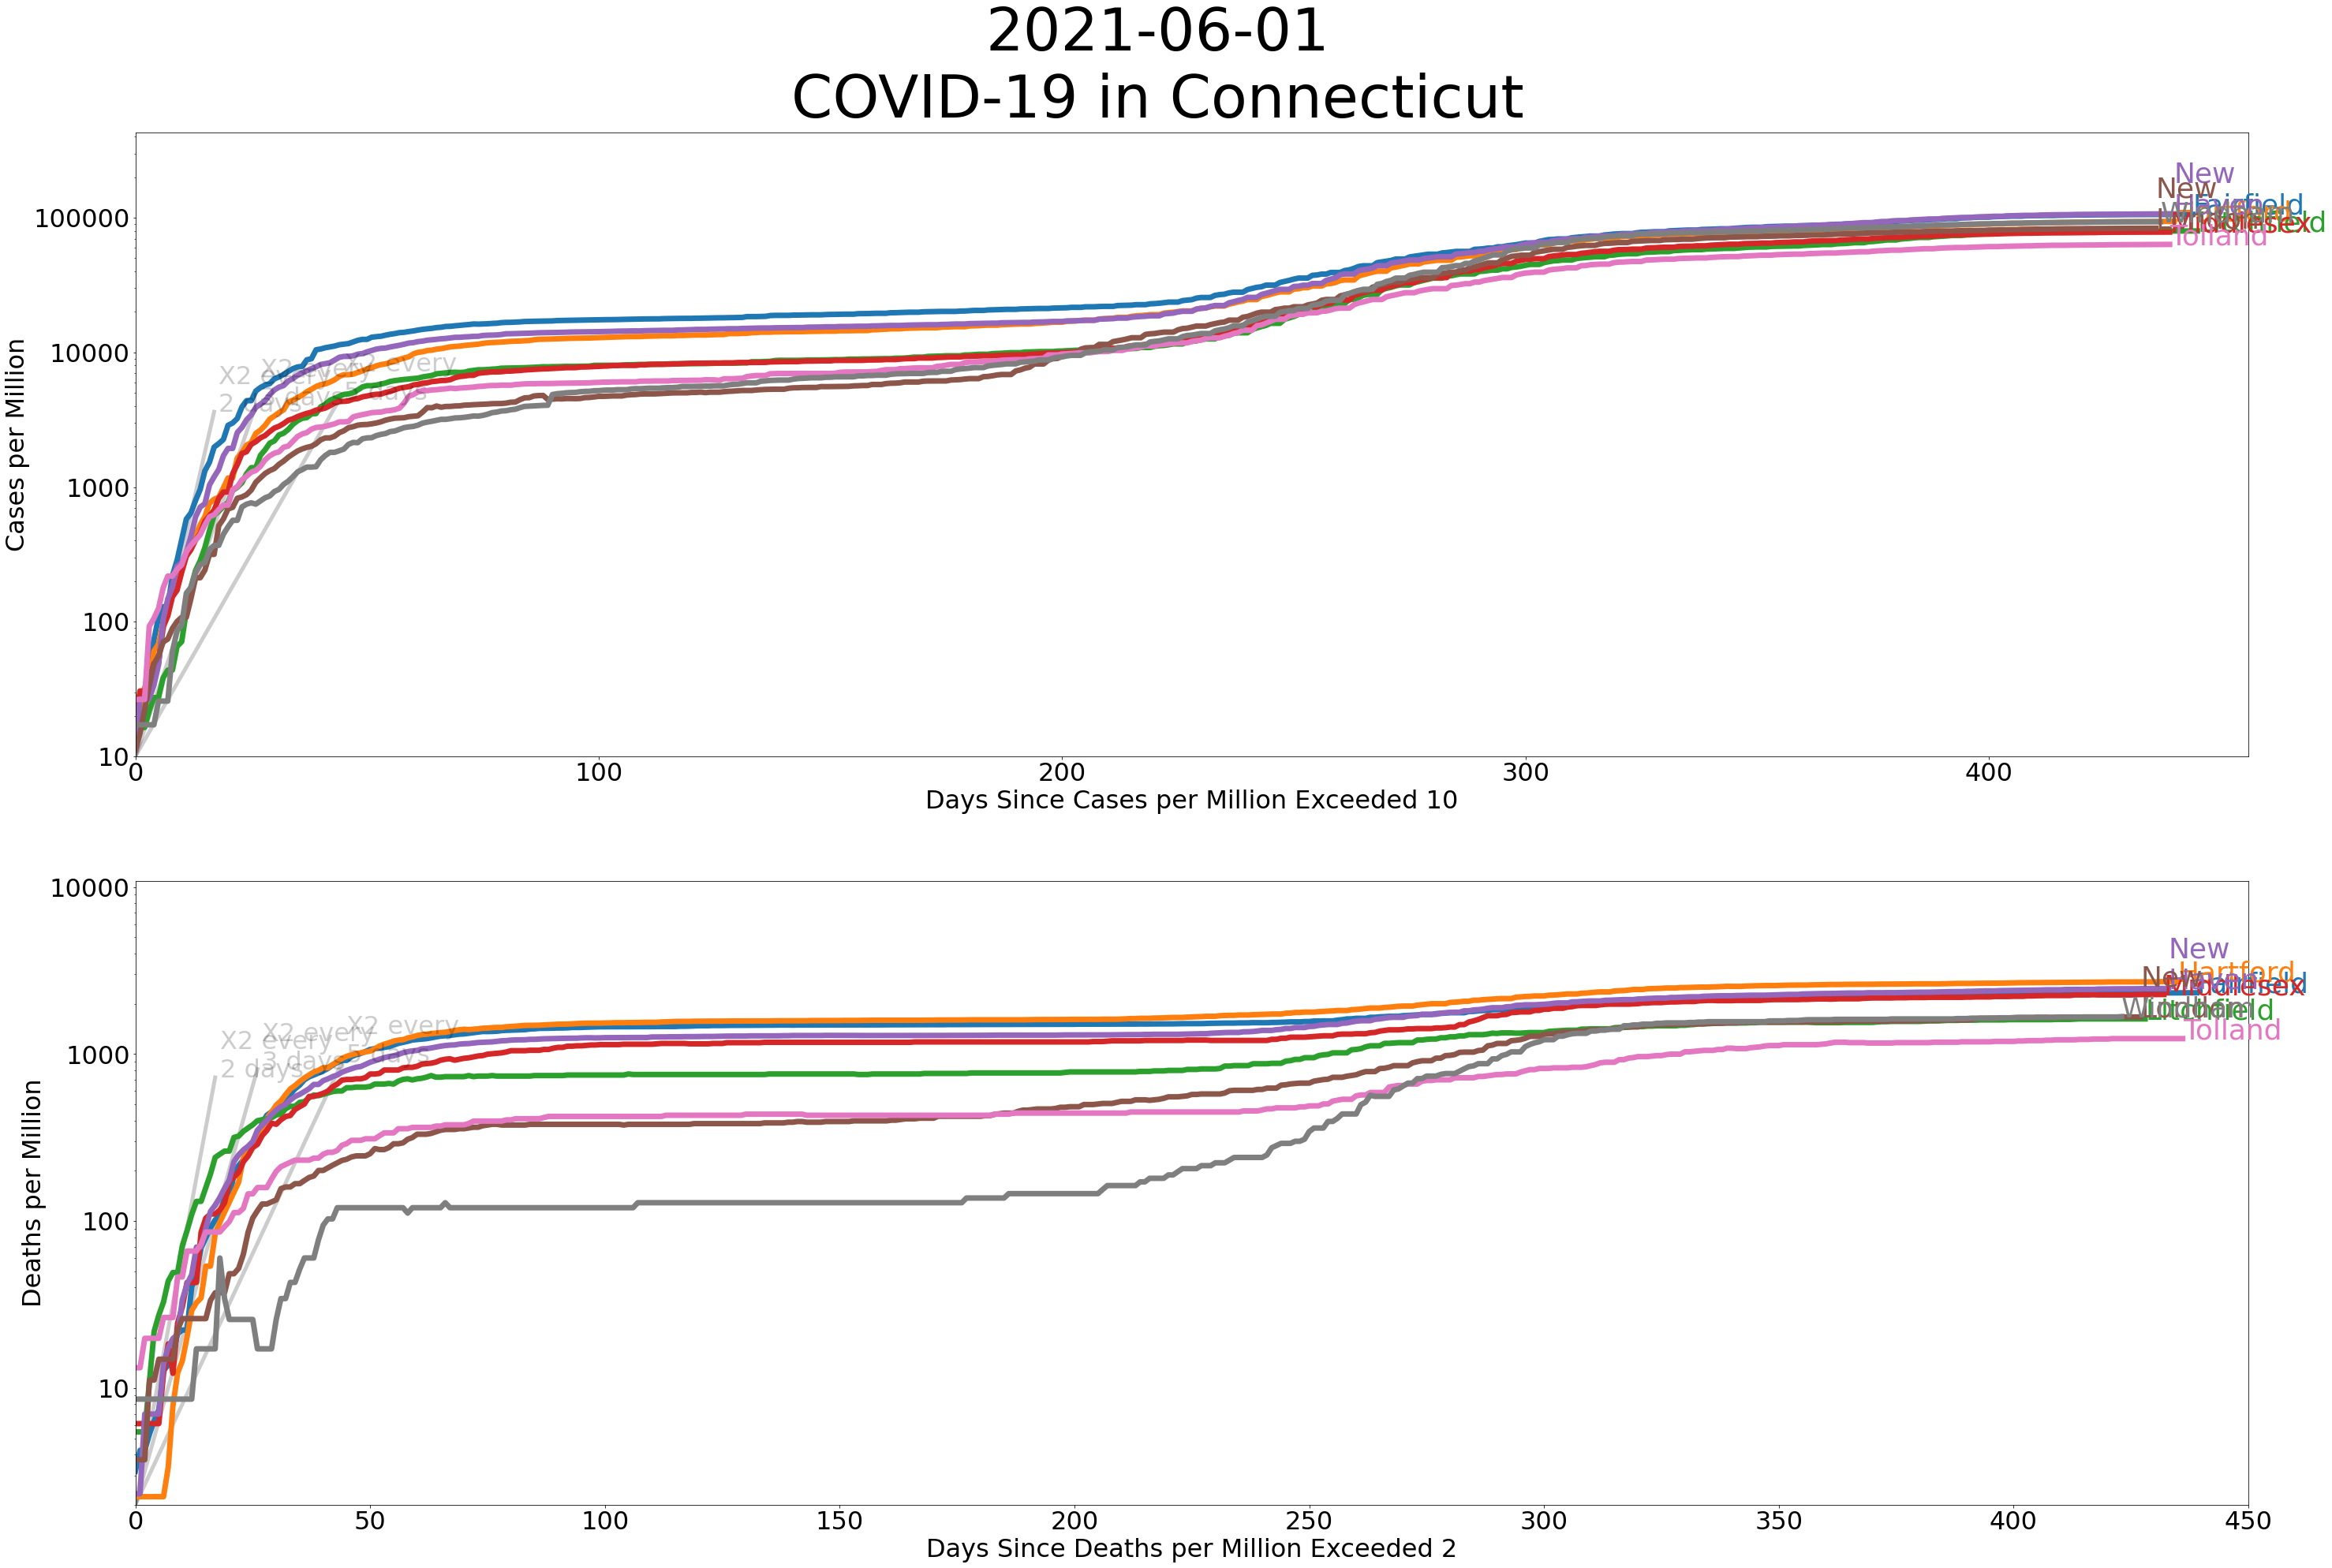 2021-06-01
COVID-19 in Connecticut
Cases per Million
100000
10000
1000
100
10
X2 every
2 days
X2 every
3 days
X2 every
5 days
New
Haven
New
Fairfield
Middlesex
Tolland
0 100 200 300 400
Days Since Cases per Million Exceeded 10
Deaths per Million
10000
1000
100
10
X2 every
2 days
X2 every
3 days
X2 every
5 days
New
Haven
Hartford
New
Fairfield
Middlesex
Windham
Litchfield
Tolland
0 50 100 150 200 250 300 350 400 450
Days Since Deaths per Million Exceeded 2